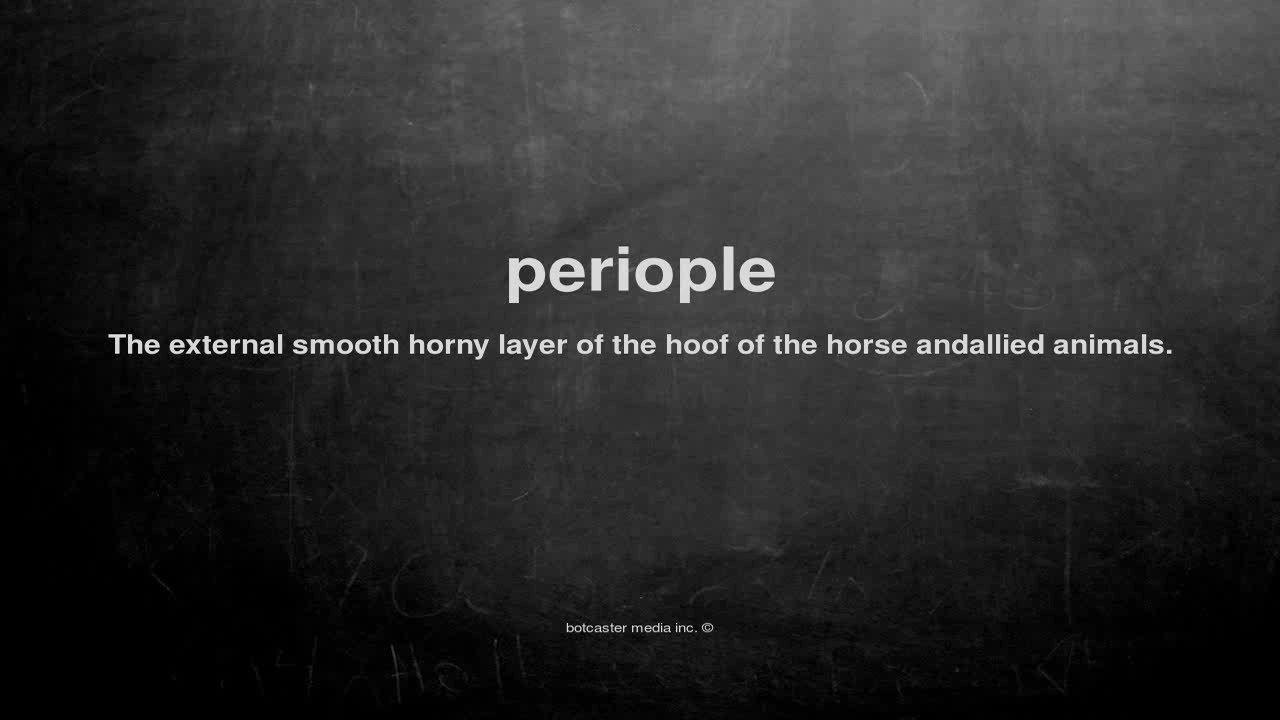 periople
The external smooth horny layer of the hoof of the horse andallied animals.
botcaster media inc. ©